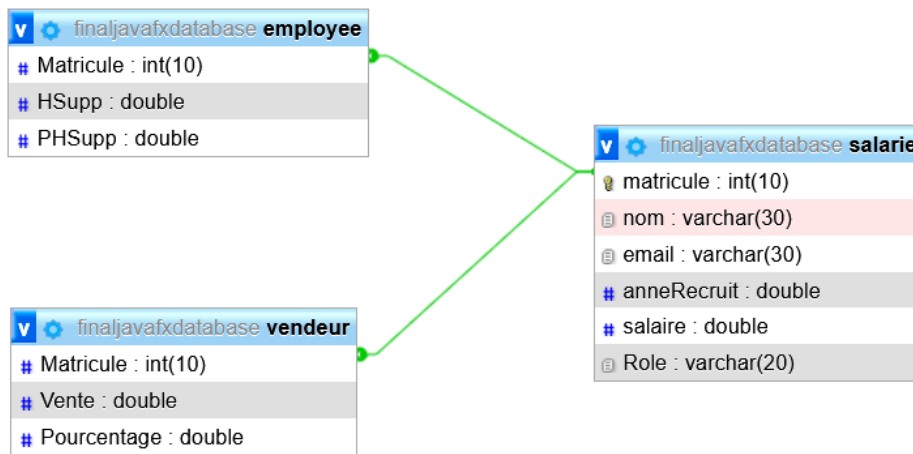 v finaljavafxdatabase employee
# Matricule : int(10)
# HSupp : double
# PHSupp : double
v finaljavafxdatabase salarie
matricule : int(10)
nom : varchar(30)
email : varchar(30)
# anneRecruit : double
# salaire : double
Role : varchar(20)
v finaljavafxdatabase vendeur
# Matricule : int(10)
# Vente : double
# Pourcentage : double